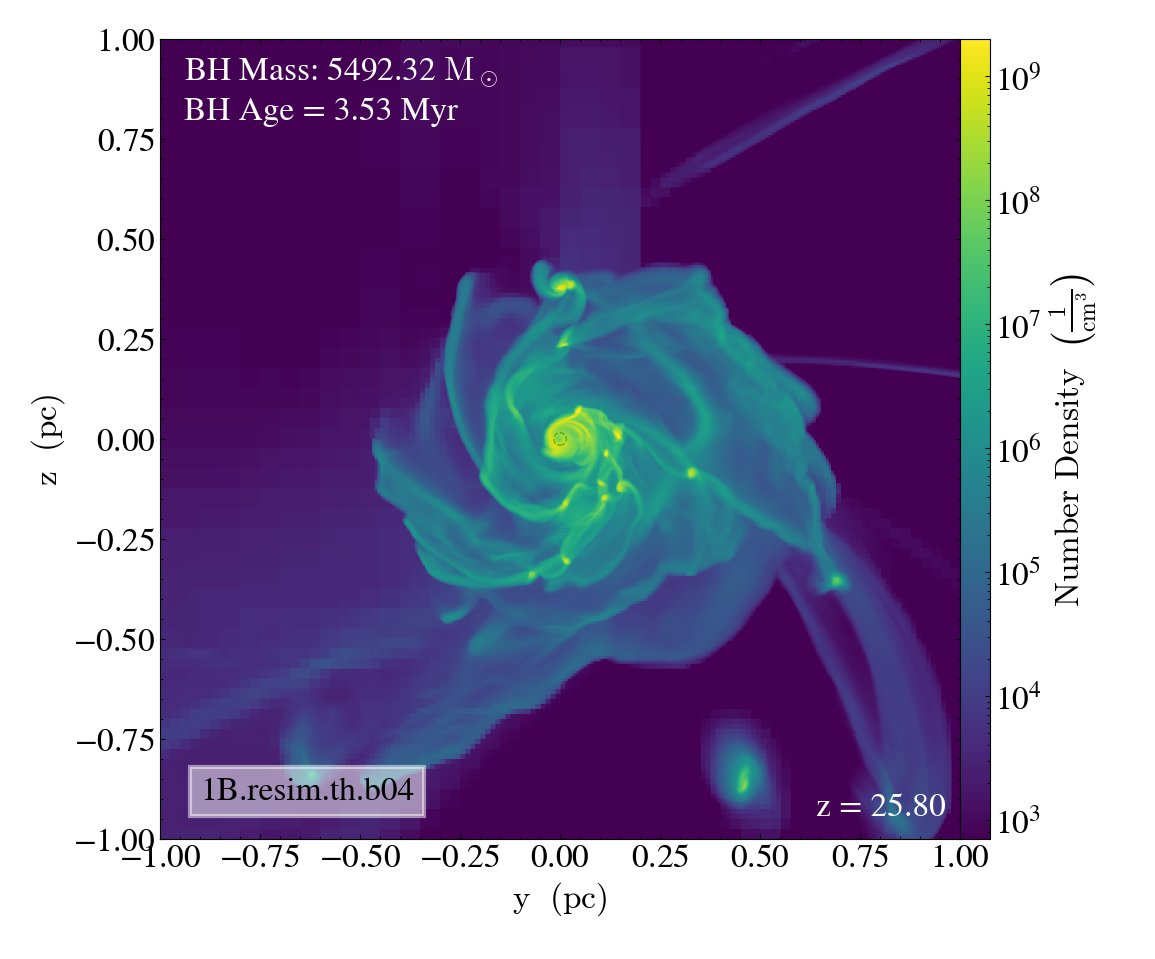 BH Mass: 5492.32 M⊙
BH Age = 3.53 Myr
1.00
0.75
0.50
0.25
0.00
−0.25
−0.50
−0.75
−1.00
z (pc)
1B.resim.th.b04
z = 25.80
−1.00 −0.75 −0.50 −0.25 0.00 0.25 0.50 0.75 1.00
y (pc)
10⁹
10⁸
10⁷
10⁶
10⁵
10⁴
10³
Number Density (1/cm³)